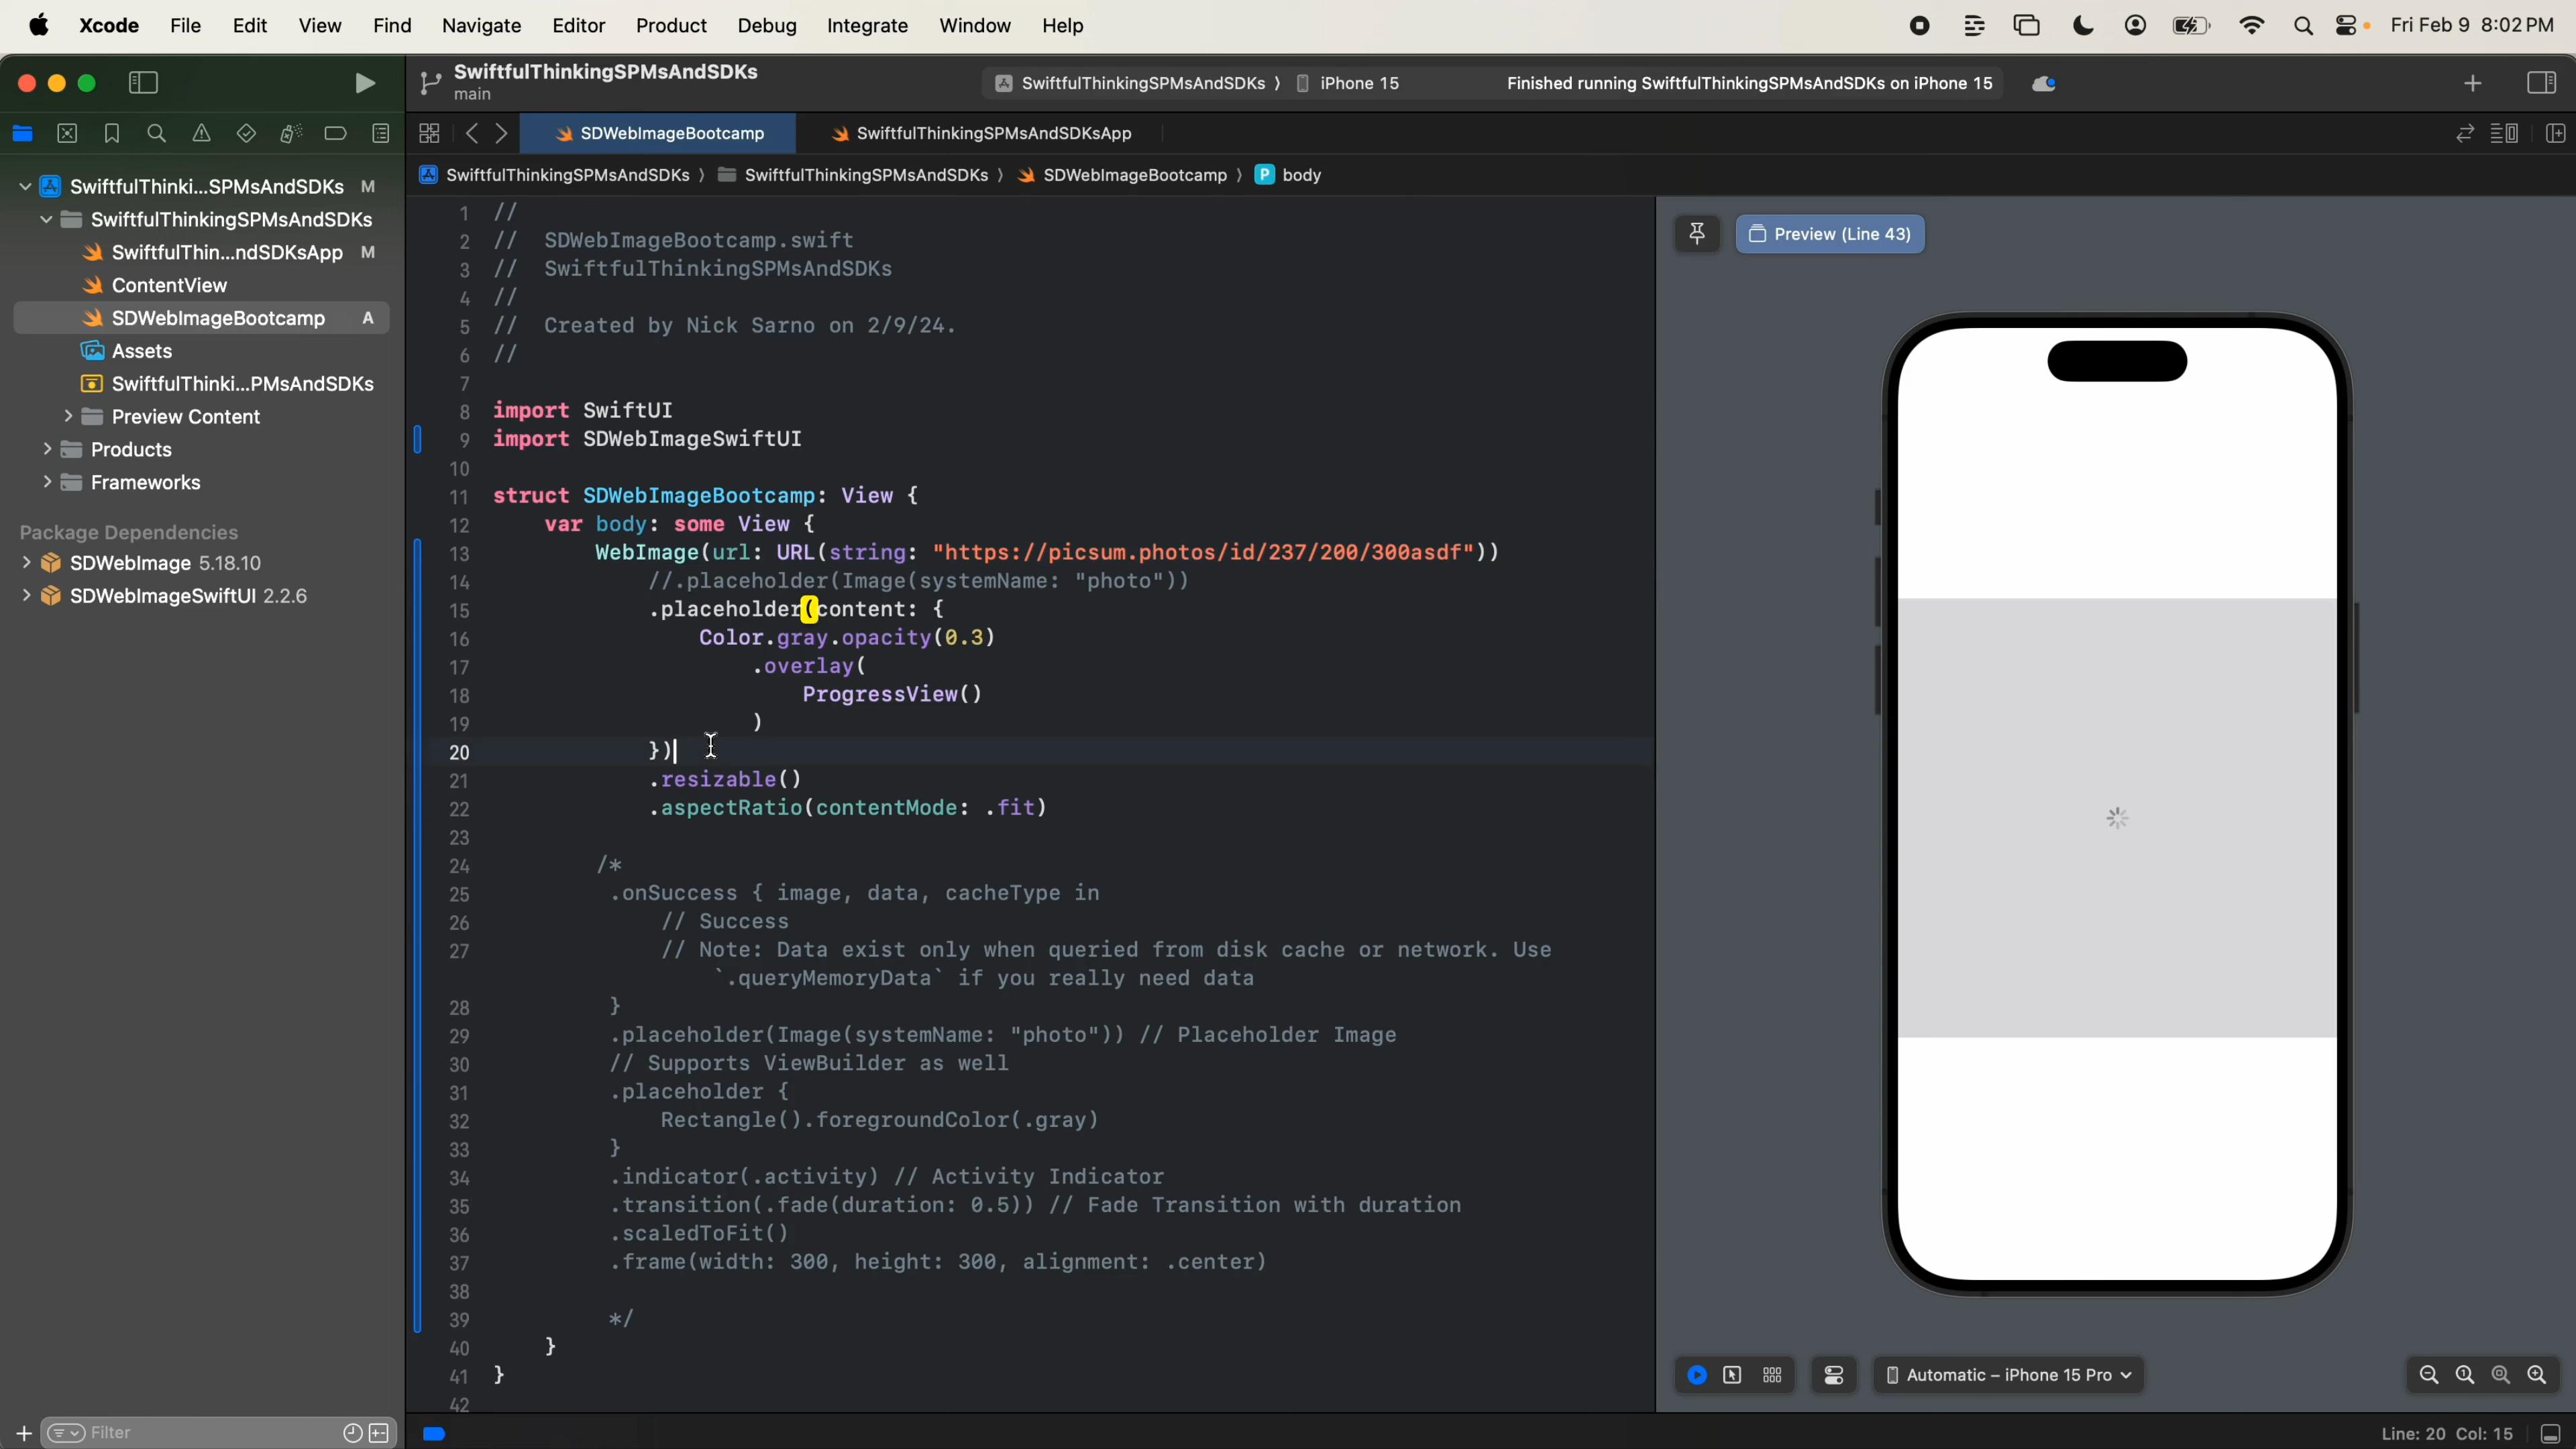 Xcode File Edit View Find Navigate Editor Product Debug Integrate Window Help Fri Feb 9 8:02 PM
SwiftfulThinkingSPMsAndSDKs
main
SwiftfulThinkingSPMsAndSDKs 〉 iPhone 15 Finished running SwiftfulThinkingSPMsAndSDKs on iPhone 15
SDWebImageBootcamp SwiftfulThinkingSPMsAndSDKsApp
SwiftfulThinkingSPMsAndSDKs 〉 SwiftfulThinkingSPMsAndSDKs 〉 SDWebImageBootcamp 〉 P body
SwiftfulThinki...SPMsAndSDKs M
SwiftfulThinkingSPMsAndSDKs
SwiftfulThin...ndSDKsApp M
ContentView
SDWebImageBootcamp A
Assets
SwiftfulThinki...PMsAndSDKs
Preview Content
Products
Frameworks
Package Dependencies
SDWebImage 5.18.10
SDWebImageSwiftUI 2.2.6
Filter
1 //
2 // SDWebImageBootcamp.swift
3 // SwiftfulThinkingSPMsAndSDKs
4 //
5 // Created by Nick Sarno on 2/9/24.
6 //
7
8 import SwiftUI
9 import SDWebImageSwiftUI
10
11 struct SDWebImageBootcamp: View {
12 var body: some View {
13 WebImage(url: URL(string: "https://picsum.photos/id/237/200/300asdf"))
14 //.placeholder(Image(systemName: "photo"))
15 .placeholder(content: {
16 Color.gray.opacity(0.3)
17 .overlay(
18 ProgressView()
19 )
20 })
21 .resizable()
22 .aspectRatio(contentMode: .fit)
23
24 /*
25 .onSuccess { image, data, cacheType in
26 // Success
27 // Note: Data exist only when queried from disk cache or network. Use
`.queryMemoryData` if you really need data
28 }
29 .placeholder(Image(systemName: "photo")) // Placeholder Image
30 // Supports ViewBuilder as well
31 .placeholder {
32 Rectangle().foregroundColor(.gray)
33 }
34 .indicator(.activity) // Activity Indicator
35 .transition(.fade(duration: 0.5)) // Fade Transition with duration
36 .scaledToFit()
37 .frame(width: 300, height: 300, alignment: .center)
38
39 */
40 }
41 }
42
Preview (Line 43)
Automatic – iPhone 15 Pro
Line: 20 Col: 15